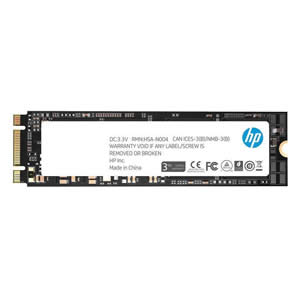 DC:3.3V RMN:HSA-N004 CAN ICES-3(B)/NMB-3(B)
WARRANTY VOID IF ANY LABEL/SCREW IS
REMOVED OR BROKEN
HP Inc.
Made in China
hp
3